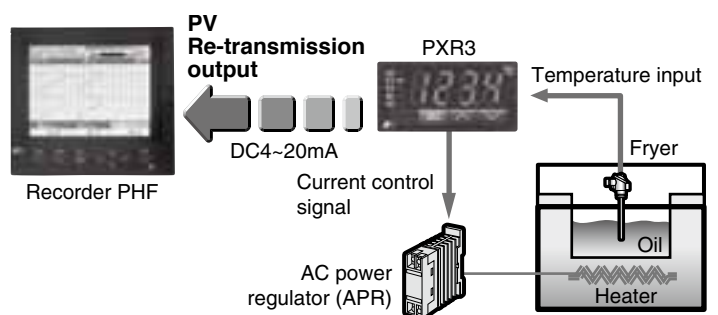 PV
Re-transmission
output
PXR3
1234
Temperature input
DC4~20mA
Fryer
Recorder PHF
Current control
signal
Oil
AC power
regulator (APR)
Heater